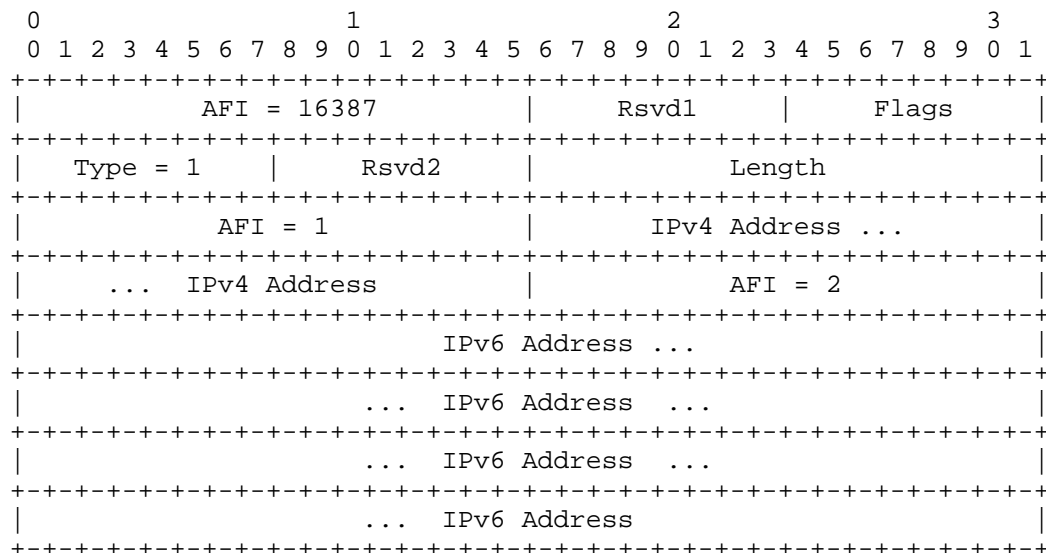 0                   1                   2                   3
 0 1 2 3 4 5 6 7 8 9 0 1 2 3 4 5 6 7 8 9 0 1 2 3 4 5 6 7 8 9 0 1
+-+-+-+-+-+-+-+-+-+-+-+-+-+-+-+-+-+-+-+-+-+-+-+-+-+-+-+-+-+-+-+-+
|           AFI = 16387           |     Rsvd1     |     Flags     |
+-+-+-+-+-+-+-+-+-+-+-+-+-+-+-+-+-+-+-+-+-+-+-+-+-+-+-+-+-+-+-+-+
|   Type = 1    |     Rsvd2     |            Length             |
+-+-+-+-+-+-+-+-+-+-+-+-+-+-+-+-+-+-+-+-+-+-+-+-+-+-+-+-+-+-+-+-+
|            AFI = 1            |       IPv4 Address ...        |
+-+-+-+-+-+-+-+-+-+-+-+-+-+-+-+-+-+-+-+-+-+-+-+-+-+-+-+-+-+-+-+-+
|     ...  IPv4 Address         |            AFI = 2            |
+-+-+-+-+-+-+-+-+-+-+-+-+-+-+-+-+-+-+-+-+-+-+-+-+-+-+-+-+-+-+-+-+
|                          IPv6 Address ...                     |
+-+-+-+-+-+-+-+-+-+-+-+-+-+-+-+-+-+-+-+-+-+-+-+-+-+-+-+-+-+-+-+-+
|                     ...  IPv6 Address  ...                    |
+-+-+-+-+-+-+-+-+-+-+-+-+-+-+-+-+-+-+-+-+-+-+-+-+-+-+-+-+-+-+-+-+
|                     ...  IPv6 Address  ...                    |
+-+-+-+-+-+-+-+-+-+-+-+-+-+-+-+-+-+-+-+-+-+-+-+-+-+-+-+-+-+-+-+-+
|                     ...  IPv6 Address                         |
+-+-+-+-+-+-+-+-+-+-+-+-+-+-+-+-+-+-+-+-+-+-+-+-+-+-+-+-+-+-+-+-+